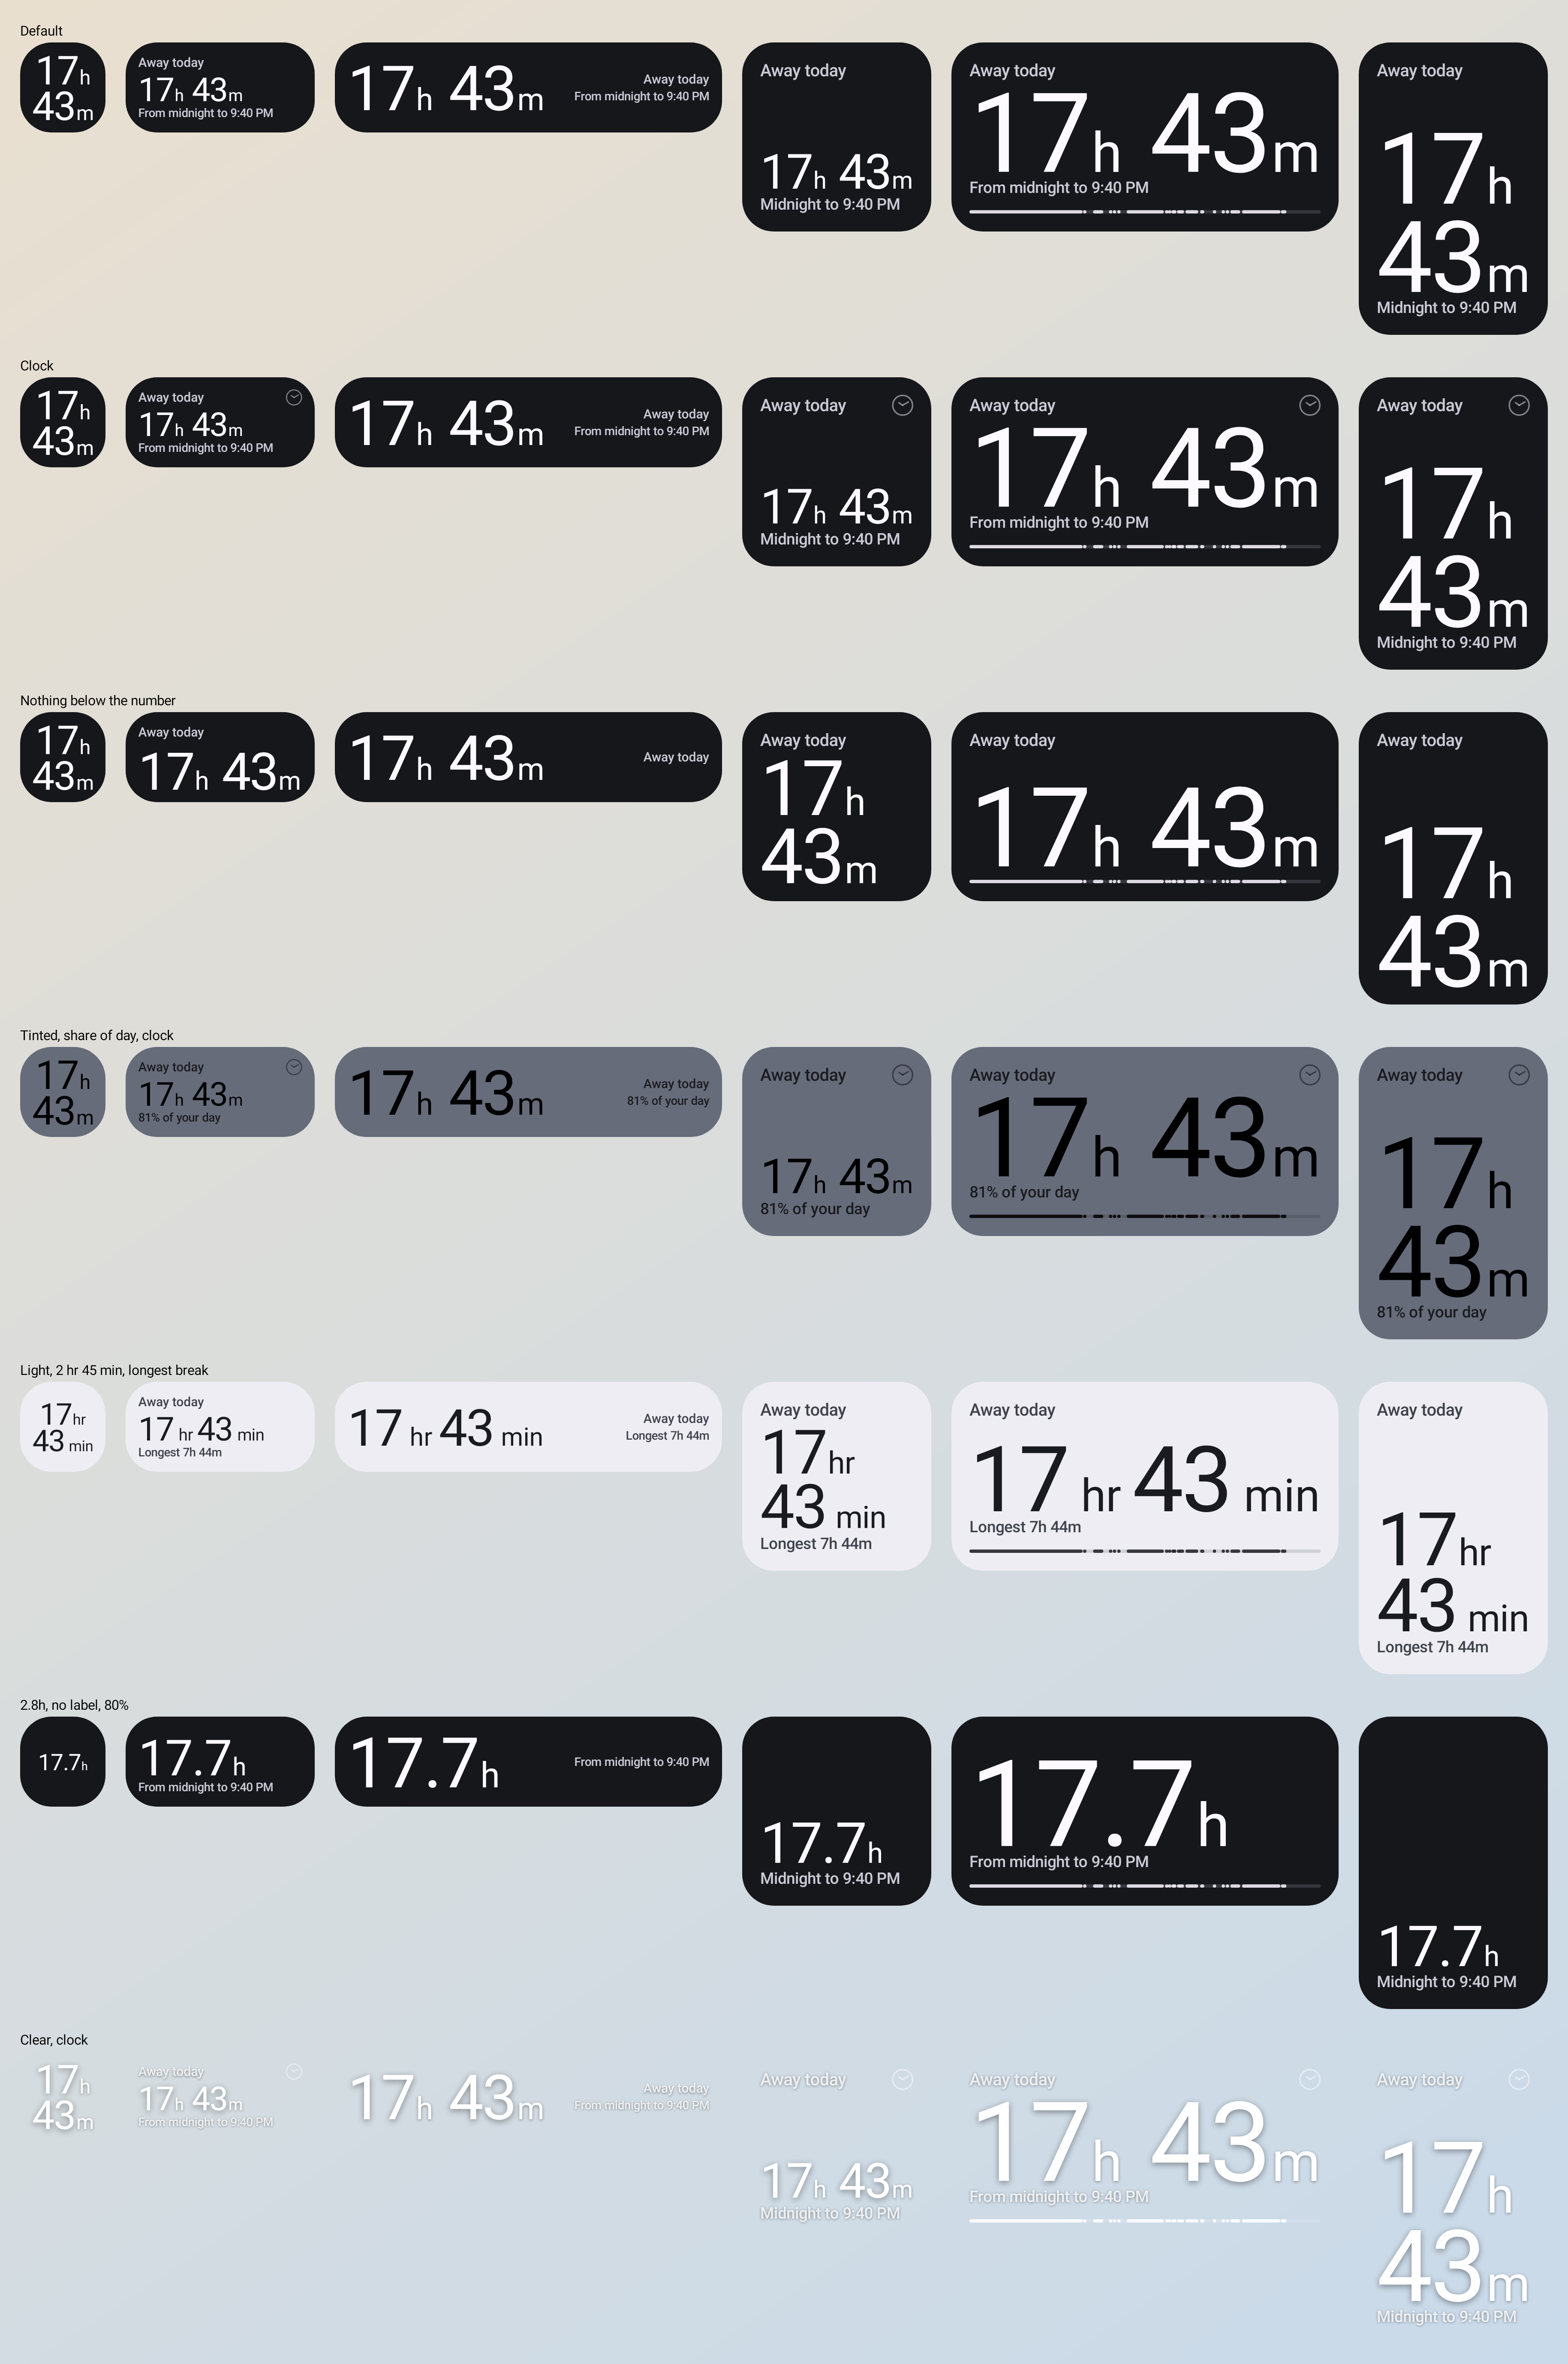 Default
17h
43m
Away today
17h 43m
From midnight to 9:40 PM
17h 43m
Away today
From midnight to 9:40 PM
Away today
17h 43m
Midnight to 9:40 PM
Away today
17h 43m
From midnight to 9:40 PM
Away today
17h
43m
Midnight to 9:40 PM
Clock
17h
43m
Away today
17h 43m
From midnight to 9:40 PM
17h 43m
Away today
From midnight to 9:40 PM
Away today
17h 43m
Midnight to 9:40 PM
Away today
17h 43m
From midnight to 9:40 PM
Away today
17h
43m
Midnight to 9:40 PM
Nothing below the number
17h
43m
Away today
17h 43m
17h 43m
Away today
Away today
17h
43m
Away today
17h 43m
Away today
17h
43m
Tinted, share of day, clock
17h
43m
Away today
17h 43m
81% of your day
17h 43m
Away today
81% of your day
Away today
17h 43m
81% of your day
Away today
17h 43m
81% of your day
Away today
17h
43m
81% of your day
Light, 2 hr 45 min, longest break
17hr
43 min
Away today
17 hr 43 min
Longest 7h 44m
17 hr 43 min
Away today
Longest 7h 44m
Away today
17hr
43 min
Longest 7h 44m
Away today
17 hr 43 min
Longest 7h 44m
Away today
17hr
43 min
Longest 7h 44m
2.8h, no label, 80%
17.7h
17.7h
From midnight to 9:40 PM
17.7h
From midnight to 9:40 PM
17.7h
Midnight to 9:40 PM
17.7h
From midnight to 9:40 PM
17.7h
Midnight to 9:40 PM
Clear, clock
17h
43m
Away today
17h 43m
From midnight to 9:40 PM
17h 43m
Away today
From midnight to 9:40 PM
Away today
17h 43m
Midnight to 9:40 PM
Away today
17h 43m
From midnight to 9:40 PM
Away today
17h
43m
Midnight to 9:40 PM